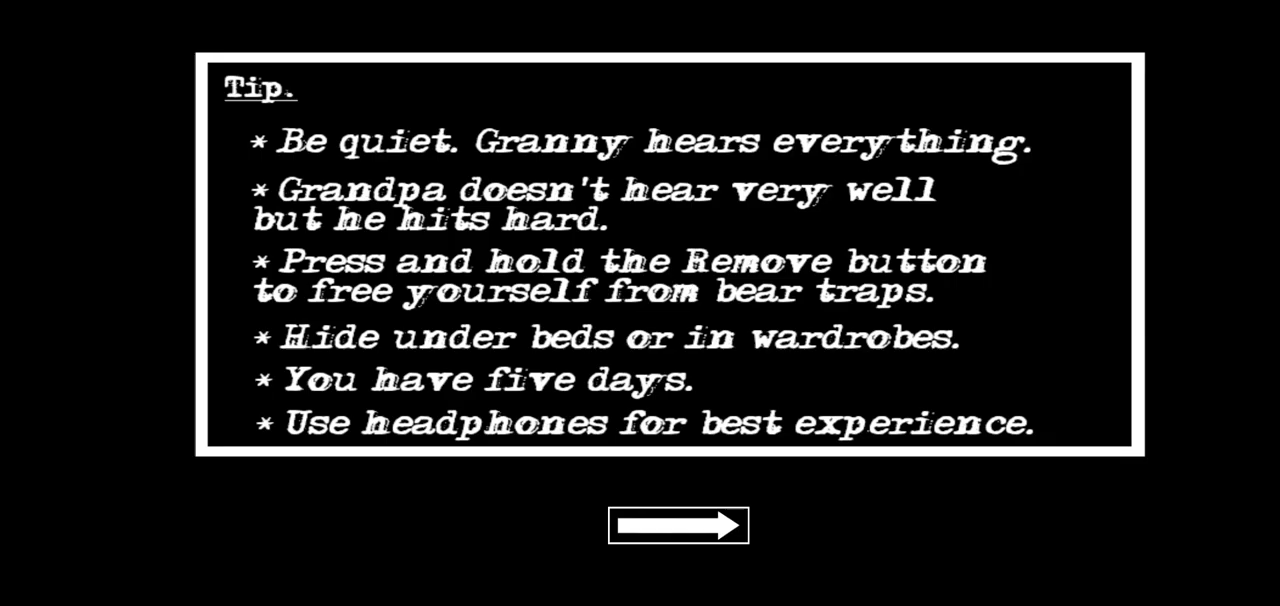 Tip.
* Be quiet. Granny hears everything.
* Grandpa doesn't hear very well
but he hits hard.
* Press and hold the Remove button
to free yourself from bear traps.
* Hide under beds or in wardrobes.
* You have five days.
* Use headphones for best experience.